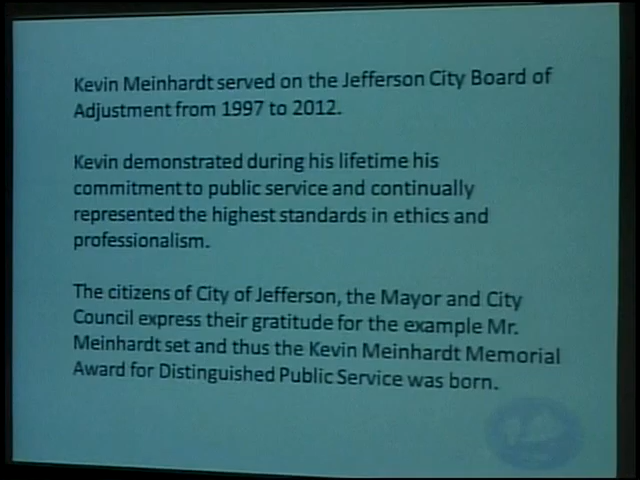 Kevin Meinhardt served on the Jefferson City Board of
Adjustment from 1997 to 2012.
Kevin demonstrated during his lifetime his
commitment to public service and continually
represented the highest standards in ethics and
professionalism.
The citizens of City of Jefferson, the Mayor and City
Council express their gratitude for the example Mr.
Meinhardt set and thus the Kevin Meinhardt Memorial
Award for Distinguished Public Service was born.